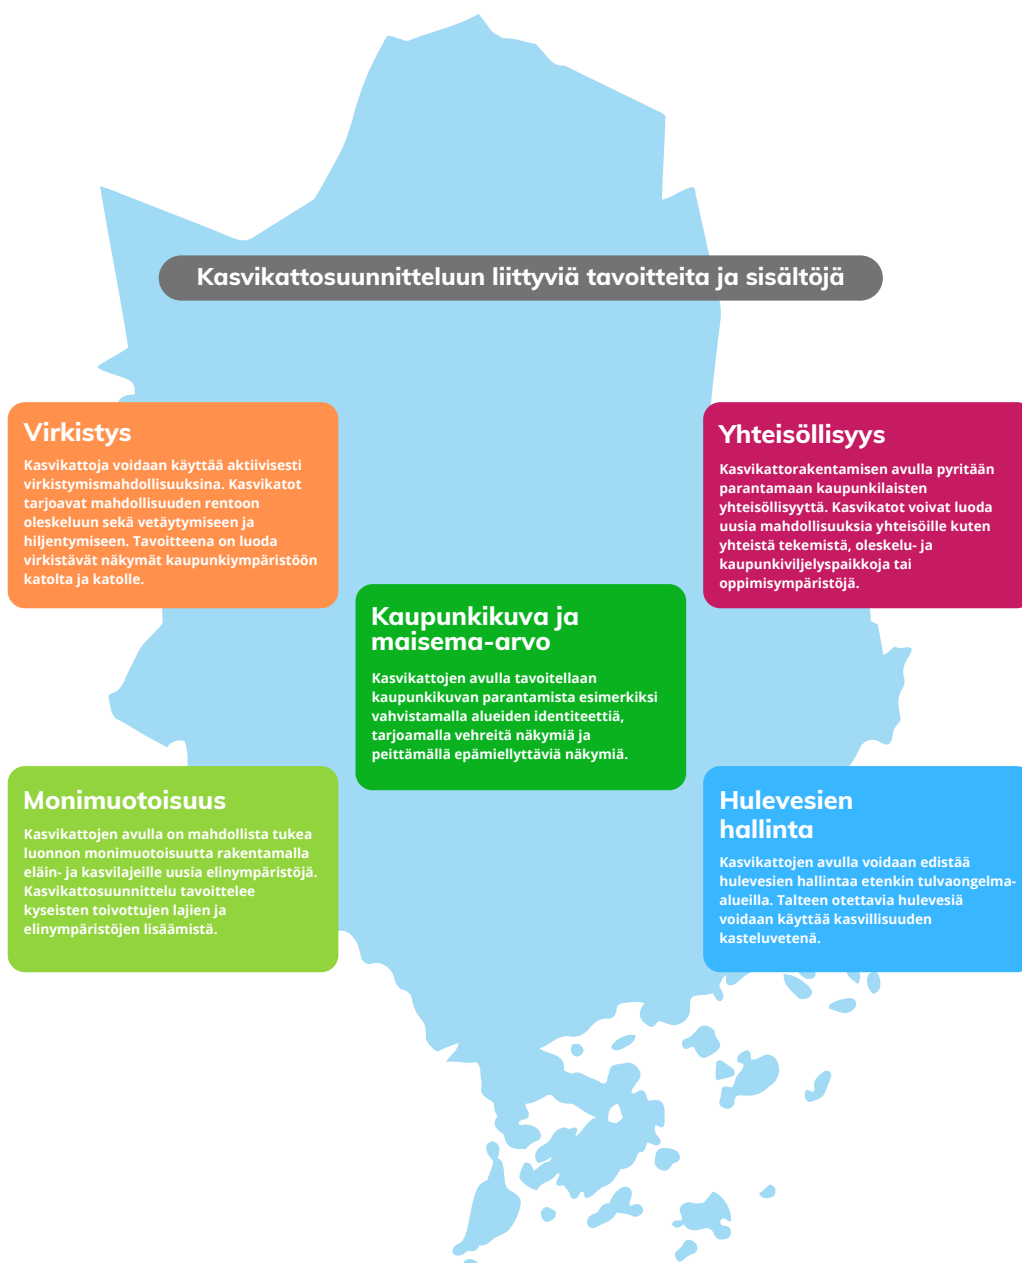 Kasvikattosuunnitteluun liittyviä tavoitteita ja sisältöjä
Virkistys
Kasvikattoja voidaan käyttää aktiivisesti
virkistymismahdollisuuksina. Kasvikatot
tarjoavat mahdollisuuden rentoon
oleskeluun sekä vetäytymiseen ja
hiljentymiseen. Tavoitteena on luoda
virkistävät näkymät kaupunkiympäristöön
katolta ja katolle.
Yhteisöllisyys
Kasvikattorakentamisen avulla pyritään
parantamaan kaupunkilaisten
yhteisöllisyyttä. Kasvikatot voivat luoda
uusia mahdollisuuksia yhteisöille kuten
yhteistä tekemistä, oleskelu- ja
kaupunkiviljelyspaikkoja tai
oppimisympäristöjä.
Kaupunkikuva ja
maisema-arvo
Kasvikattojen avulla tavoitellaan
kaupunkikuvan parantamista esimerkiksi
vahvistamalla alueiden identiteettiä,
tarjoamalla vehreitä näkymiä ja
peittämällä epämiellyttäviä näkymiä.
Monimuotoisuus
Kasvikattojen avulla on mahdollista tukea
luonnon monimuotoisuutta rakentamalla
eläin- ja kasvilajeille uusia elinympäristöjä.
Kasvikattosuunnittelu tavoittelee
kyseisten toivottujen lajien ja
elinympäristöjen lisäämistä.
Hulevesien
hallinta
Kasvikattojen avulla voidaan edistää
hulevesien hallintaa etenkin tulvaongelma-
alueilla. Talteen otettavia hulevesiä
voidaan käyttää kasvillisuuden
kasteluvetenä.